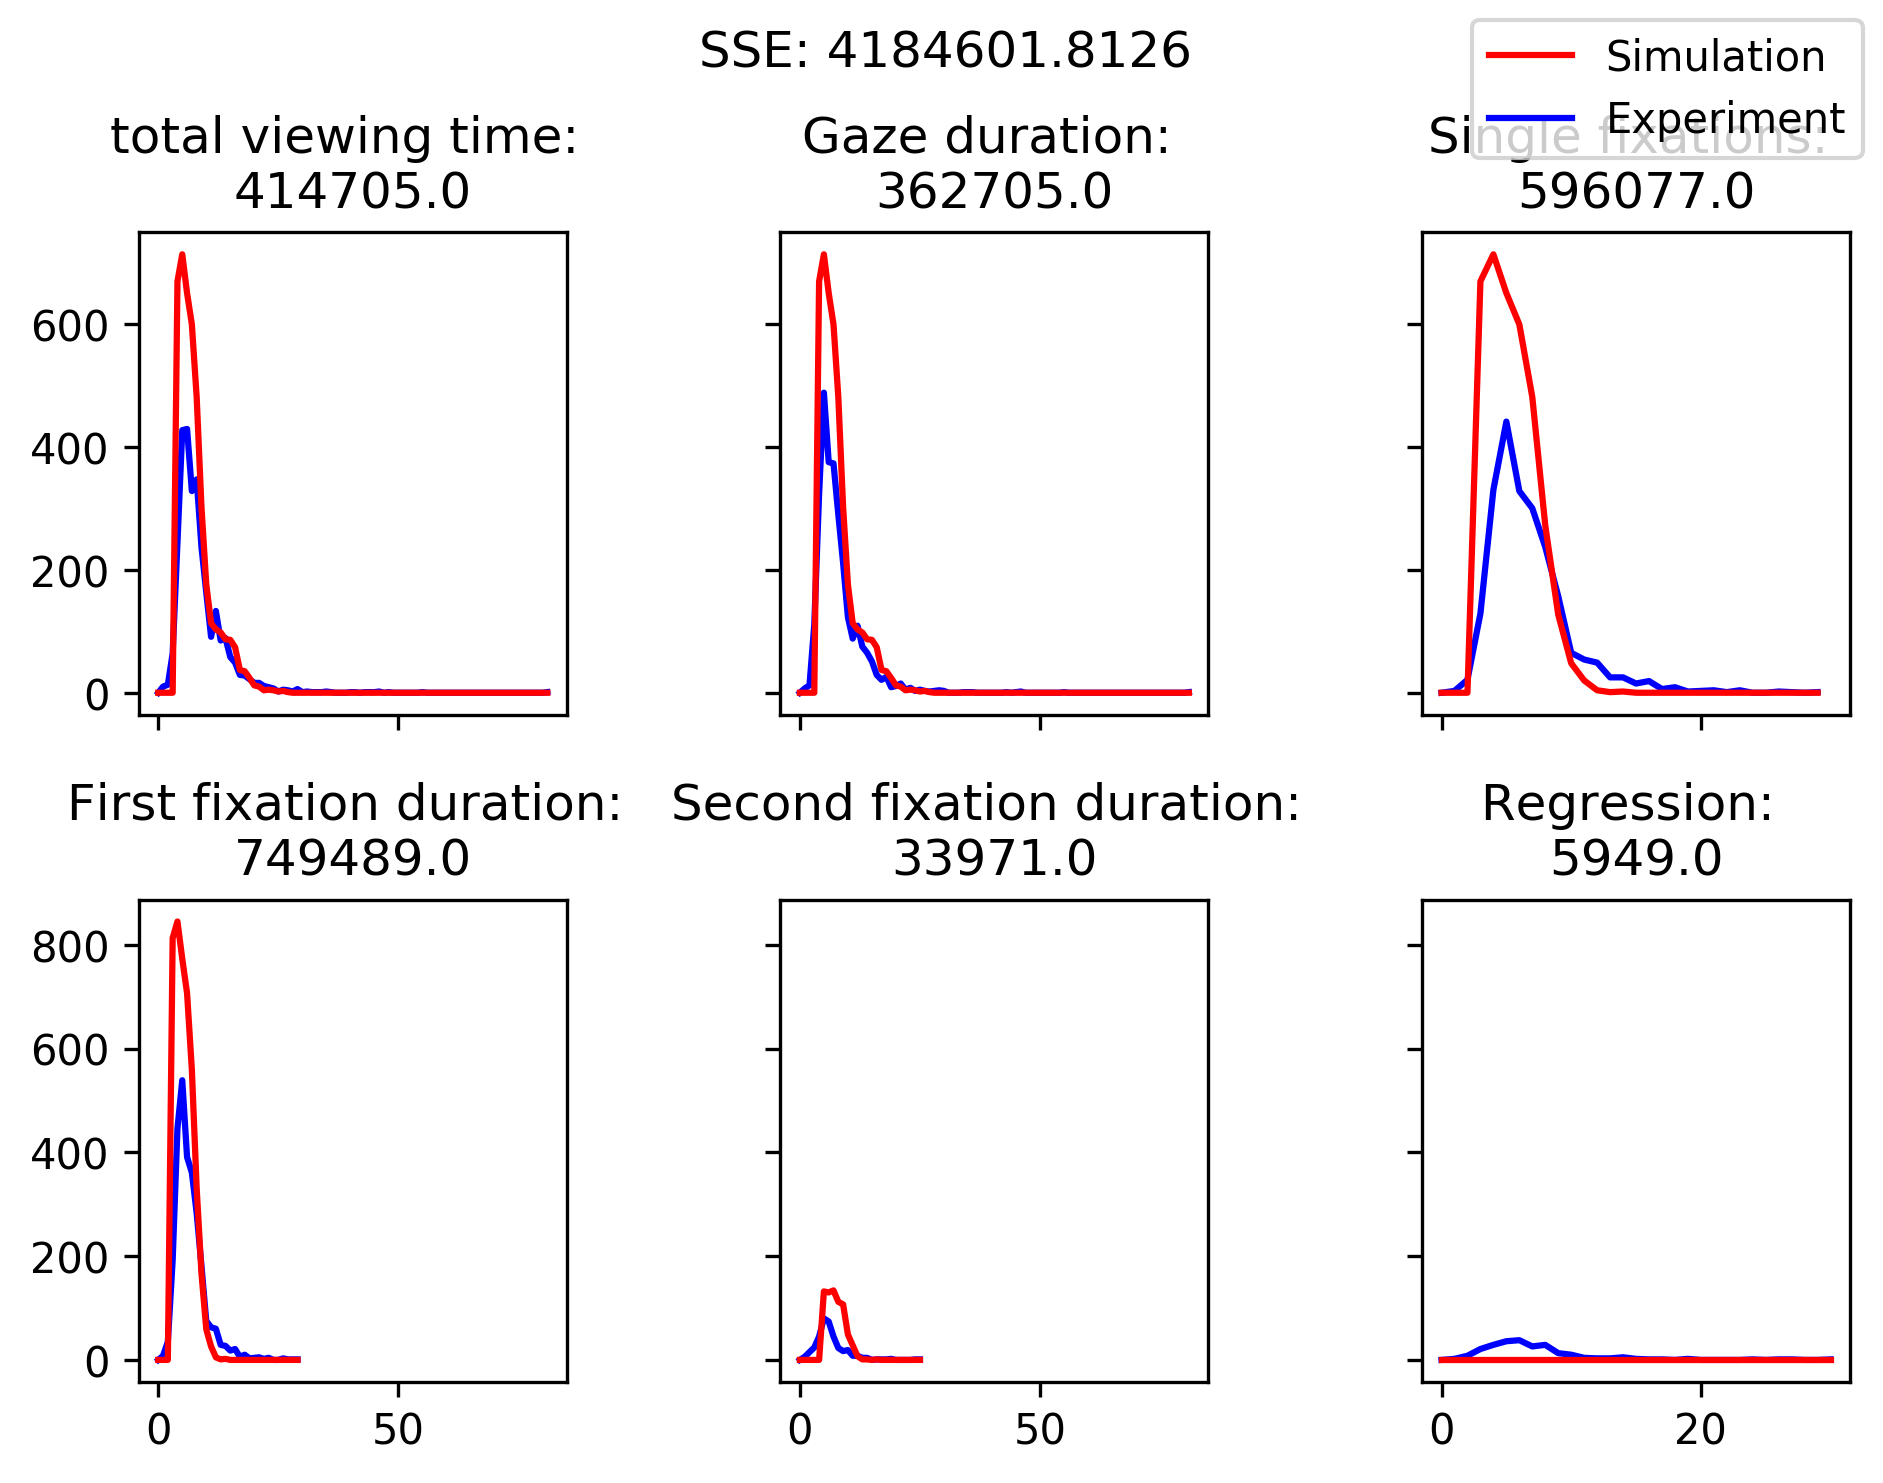 SSE: 4184601.8126
Simulation
Experiment
total viewing time:
414705.0
Gaze duration:
362705.0
Single fixations:
596077.0
600
400
200
0
First fixation duration:
749489.0
Second fixation duration:
33971.0
Regression:
5949.0
800
600
400
200
0
0 50
0 50
0 20